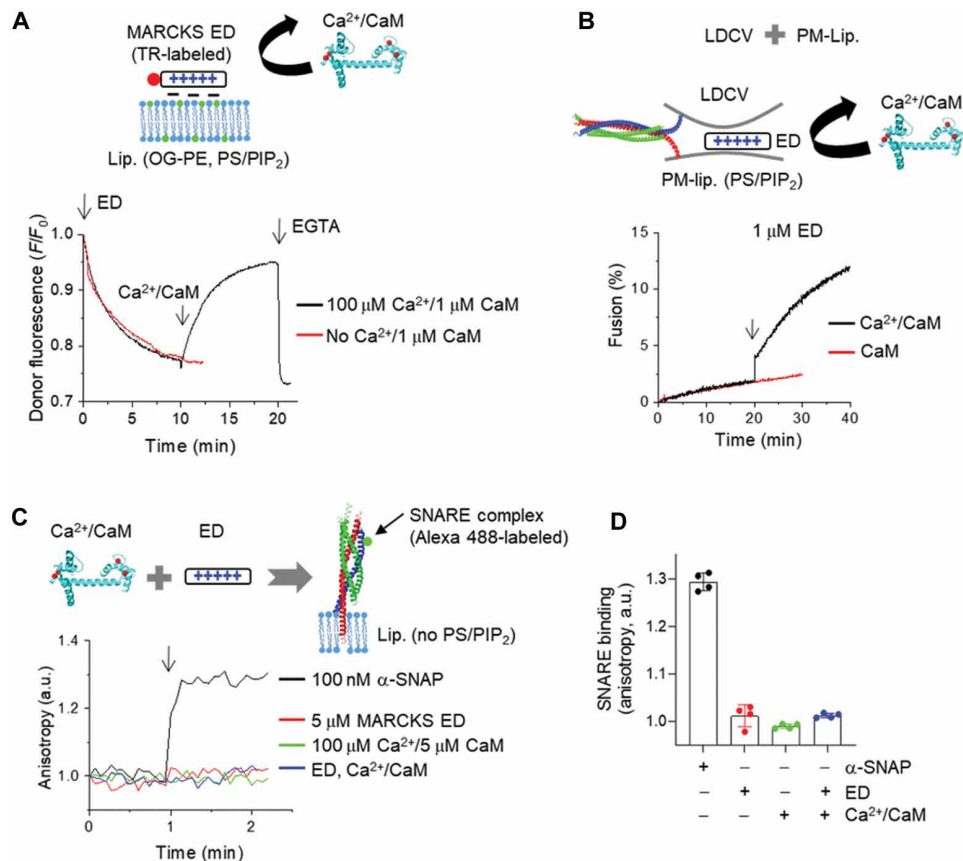 A
MARCKS ED
(TR-labeled)
Ca²⁺/CaM
+++++
Lip. (OG-PE, PS/PIP₂)
ED
EGTA
Ca²⁺/CaM
Donor fluorescence (F/F₀)
1.0
0.9
0.8
0.7
0
5
10
15
20
Time (min)
100 μM Ca²⁺/1 μM CaM
No Ca²⁺/1 μM CaM
B
LDCV + PM-Lip.
LDCV
Ca²⁺/CaM
+++++ ED
PM-lip. (PS/PIP₂)
1 μM ED
Fusion (%)
15
10
5
0
0
10
20
30
40
Time (min)
Ca²⁺/CaM
CaM
C
Ca²⁺/CaM
ED
+
+++++
SNARE complex
(Alexa 488-labeled)
Lip. (no PS/PIP₂)
Anisotropy (a.u.)
1.4
1.3
1.2
1.1
1.0
0
1
2
Time (min)
100 nM α-SNAP
5 μM MARCKS ED
100 μM Ca²⁺/5 μM CaM
ED, Ca²⁺/CaM
D
SNARE binding
(anisotropy, a.u.)
1.3
1.2
1.1
1.0
+ – – – α-SNAP
– + – + ED
– – + + Ca²⁺/CaM